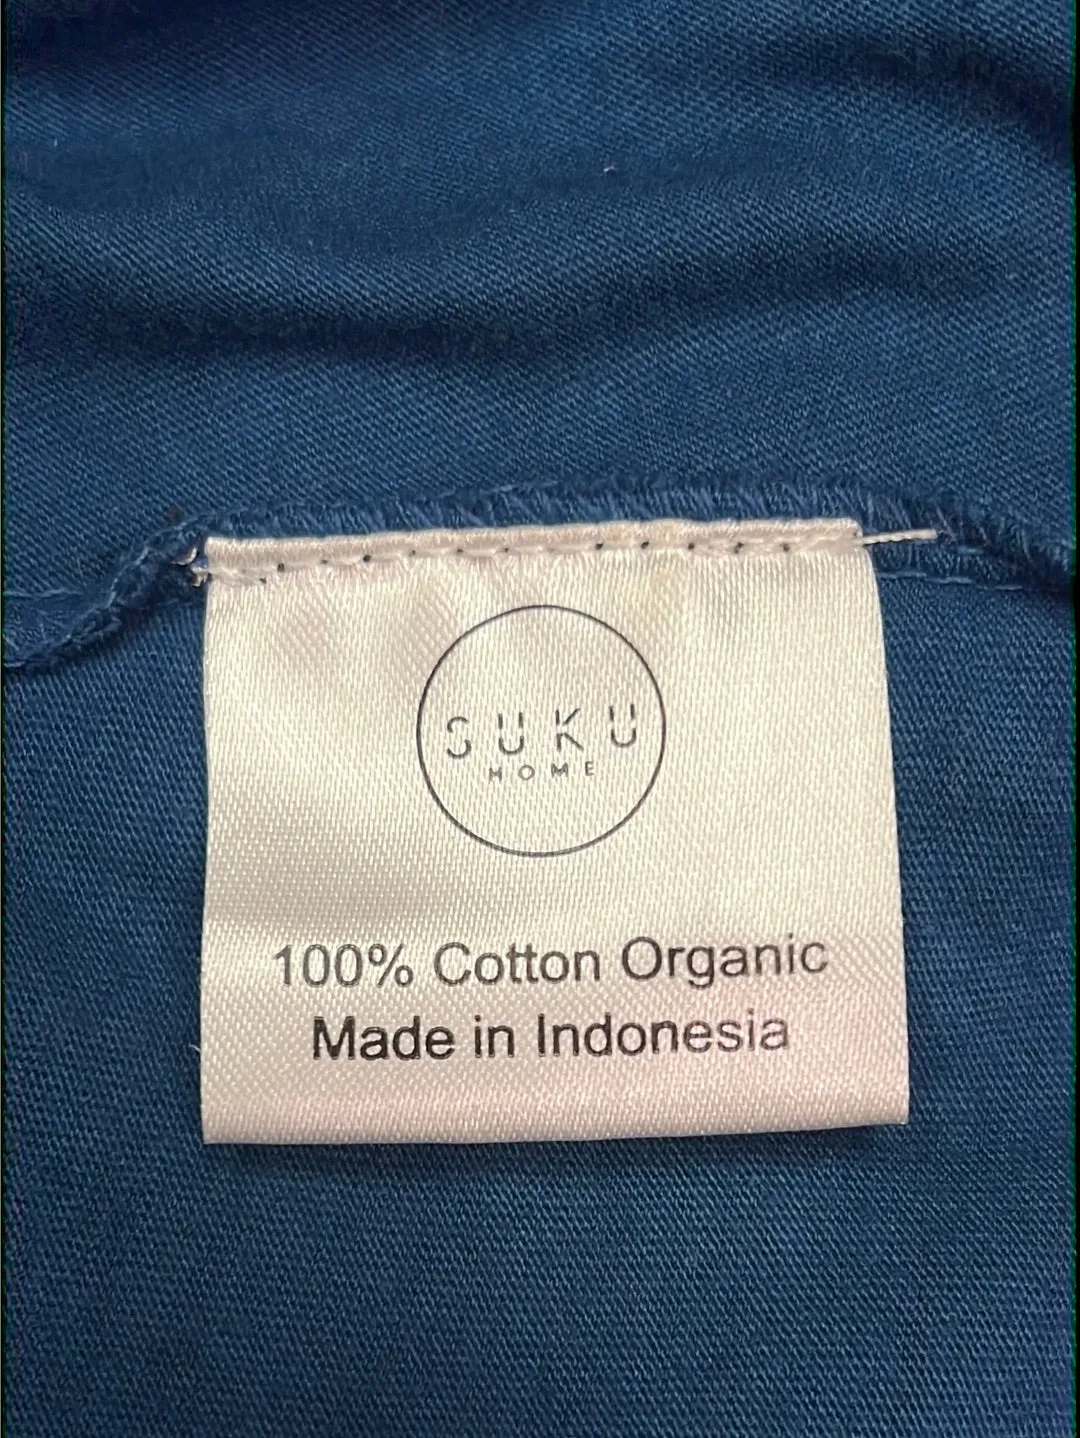 SUKU
HOME
100% Cotton Organic
Made in Indonesia